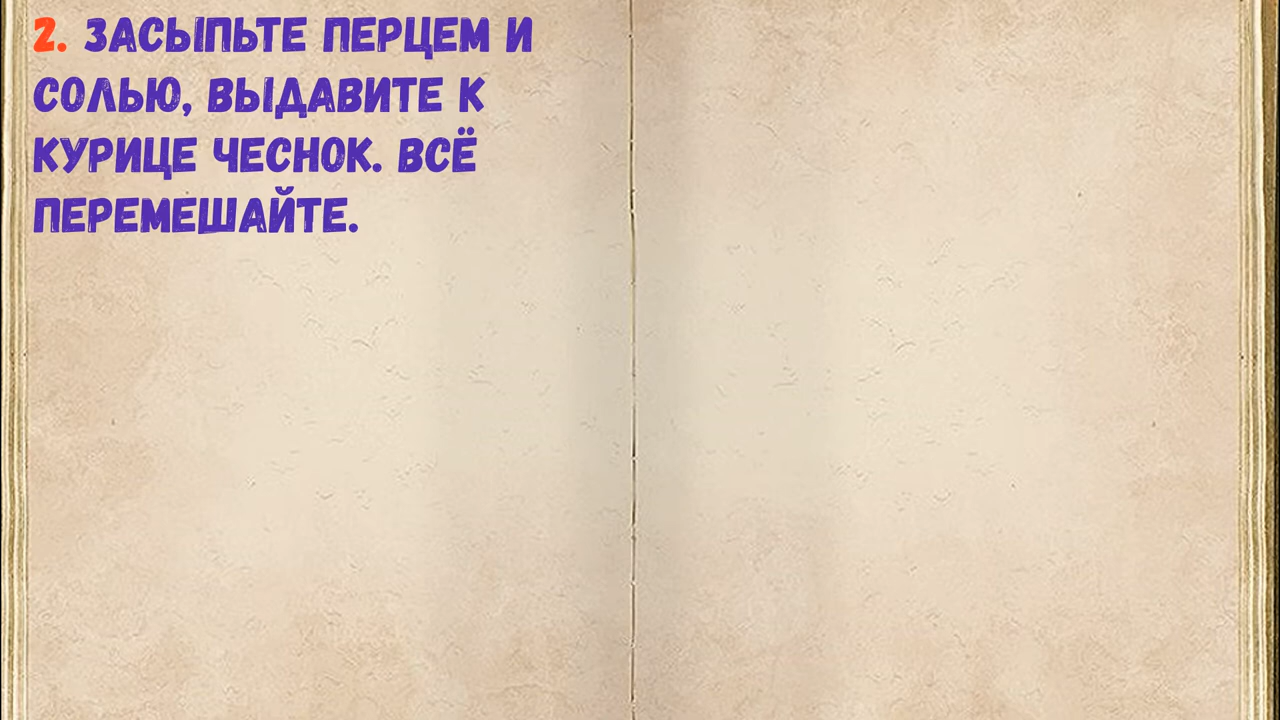 2. ЗАСЫПЬТЕ ПЕРЦЕМ И
СОЛЬЮ, ВЫДАВИТЕ К
КУРИЦЕ ЧЕСНОК. ВСЁ
ПЕРЕМЕШАЙТЕ.